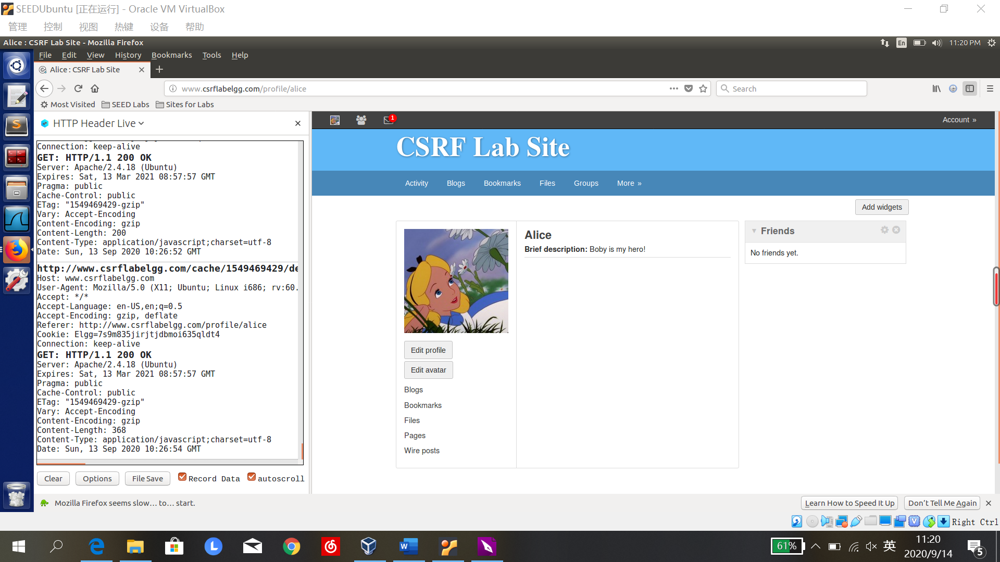 SEEDUbuntu [正在运行] - Oracle VM VirtualBox
管理 控制 视图 热键 设备 帮助
Alice : CSRF Lab Site - Mozilla Firefox
En 11:20 PM
File Edit View History Bookmarks Tools Help
Alice : CSRF Lab Site
www.csrflabelgg.com/profile/alice
Search
Most Visited SEED Labs Sites for Labs
HTTP Header Live
Connection: keep-alive
GET: HTTP/1.1 200 OK
Server: Apache/2.4.18 (Ubuntu)
Expires: Sat, 13 Mar 2021 08:57:57 GMT
Pragma: public
Cache-Control: public
ETag: "1549469429-gzip"
Vary: Accept-Encoding
Content-Encoding: gzip
Content-Length: 200
Content-Type: application/javascript;charset=utf-8
Date: Sun, 13 Sep 2020 10:26:52 GMT
http://www.csrflabelgg.com/cache/1549469429/de
Host: www.csrflabelgg.com
User-Agent: Mozilla/5.0 (X11; Ubuntu; Linux i686; rv:60.
Accept: */*
Accept-Language: en-US,en;q=0.5
Accept-Encoding: gzip, deflate
Referer: http://www.csrflabelgg.com/profile/alice
Cookie: Elgg=7s9m835jirjtjdbmoi635qldt4
Connection: keep-alive
GET: HTTP/1.1 200 OK
Server: Apache/2.4.18 (Ubuntu)
Expires: Sat, 13 Mar 2021 08:57:57 GMT
Pragma: public
Cache-Control: public
ETag: "1549469429-gzip"
Vary: Accept-Encoding
Content-Encoding: gzip
Content-Length: 368
Content-Type: application/javascript;charset=utf-8
Date: Sun, 13 Sep 2020 10:26:54 GMT
Clear Options File Save Record Data autoscroll
1
Account »
CSRF Lab Site
Activity Blogs Bookmarks Files Groups More »
Add widgets
Alice
Brief description: Boby is my hero!
Edit profile
Edit avatar
Blogs
Bookmarks
Files
Pages
Wire posts
Friends
No friends yet.
Mozilla Firefox seems slow… to… start.
Learn How to Speed It Up Don't Tell Me Again
Right Ctrl
61%
英
11:20
2020/9/14
5